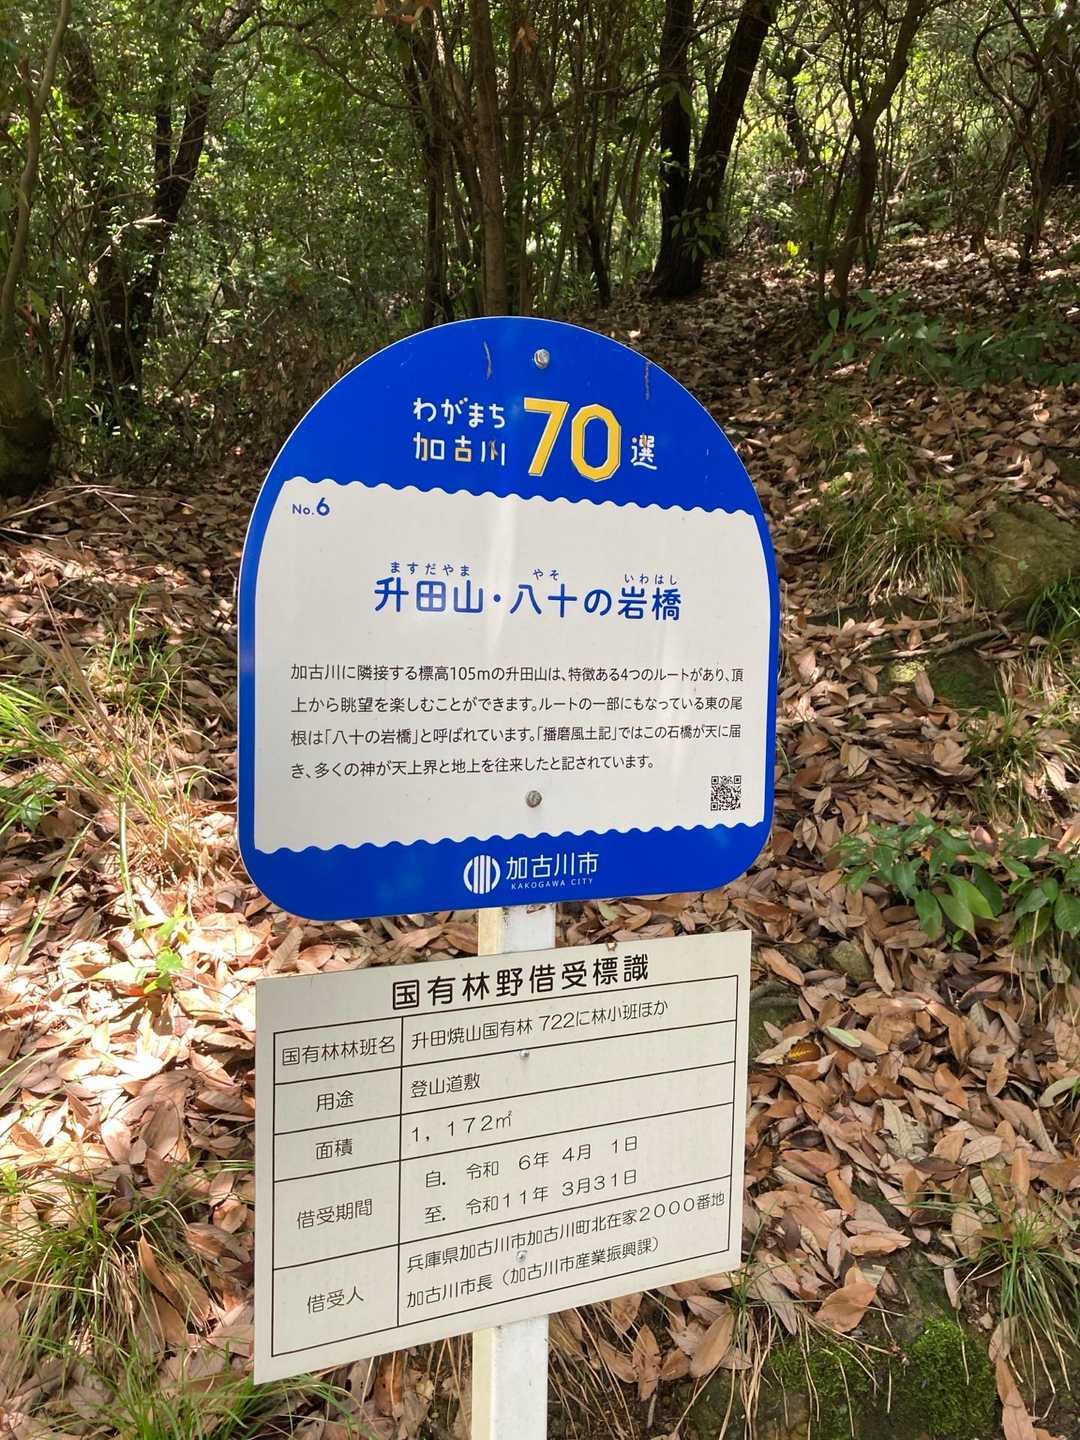 わがまち
加古川 70選
No.6
ますだやま やそ いわはし
升田山・八十の岩橋
加古川に隣接する標高105mの升田山は、特徴ある4つのルートがあり、頂
上から眺望を楽しむことができます。ルートの一部にもなっている東の尾
根は「八十の岩橋」と呼ばれています。「播磨風土記」ではこの石橋が天に届
き、多くの神が天上界と地上を往来したと記されています。
加古川市
KAKOGAWA CITY
国有林野借受標識
国有林林班名 升田焼山国有林 722に林小班ほか
用途 登山道敷
面積 1，172㎡
借受期間 自． 令和 6年 4月 1日
至． 令和11年 3月31日
借受人 兵庫県加古川市加古川町北在家2000番地
加古川市長（加古川市産業振興課）